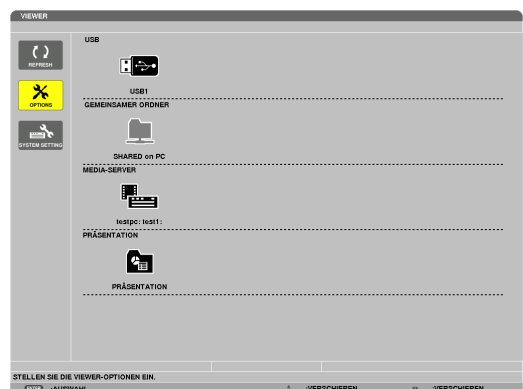 VIEWER
REFRESH
OPTIONS
SYSTEM SETTING
USB
USB1
GEMEINSAMER ORDNER
SHARED on PC
MEDIA-SERVER
testpc: test1:
PRÄSENTATION
PRÄSENTATION
STELLEN SIE DIE VIEWER-OPTIONEN EIN.
ENTER :AUSWAHL :VERSCHIEBEN :VERSCHIEBEN